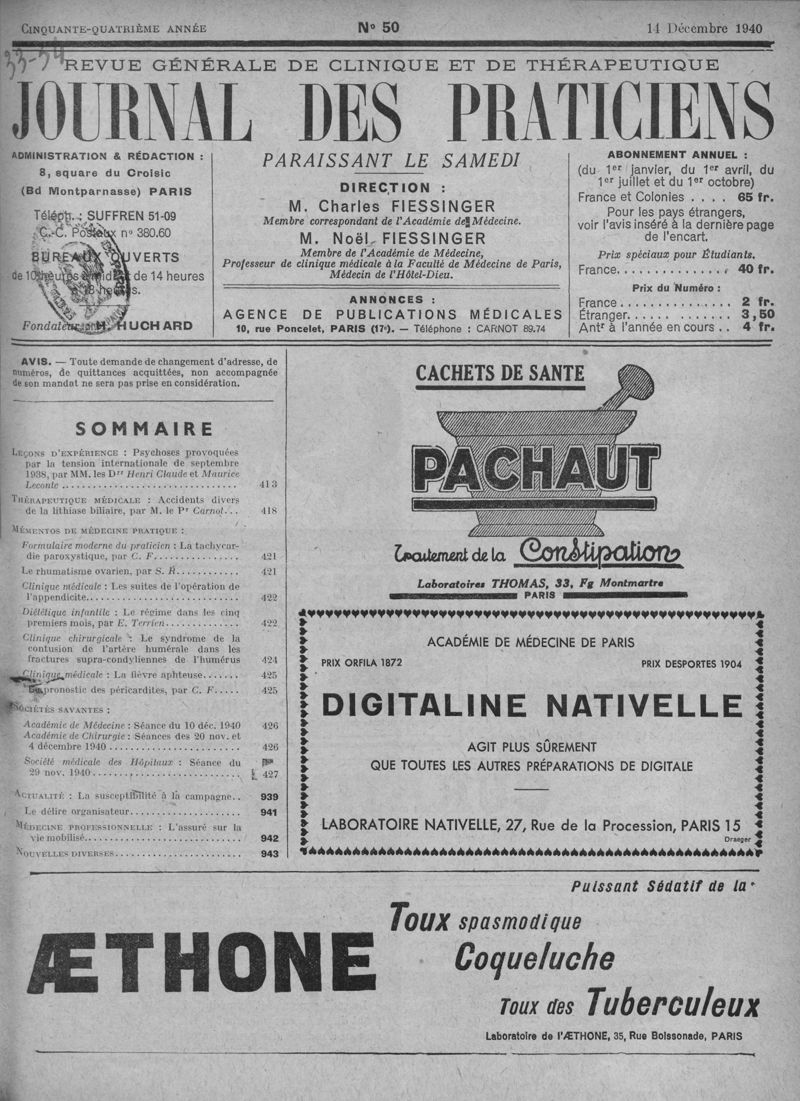 CINQUANTE-QUATRIÈME ANNÉE
N° 50
14 Décembre 1940
33-34
REVUE GÉNÉRALE DE CLINIQUE ET DE THÉRAPEUTIQUE
JOURNAL DES PRATICIENS
ADMINISTRATION & RÉDACTION :
8, square du Croisic
(Bd Montparnasse) PARIS
Téléph. : SUFFREN 51-09
C.-C. Postaux n° 380.60
BUREAUX OUVERTS
de 10 heures à midi et de 14 heures
à 18 heures.
Fondateur : H. HUCHARD
PARAISSANT LE SAMEDI
DIRECTION :
M. Charles FIESSINGER
Membre correspondant de l'Académie de Médecine.
M. Noël FIESSINGER
Membre de l'Académie de Médecine,
Professeur de clinique médicale à la Faculté de Médecine de Paris,
Médecin de l'Hôtel-Dieu.
ANNONCES :
AGENCE DE PUBLICATIONS MÉDICALES
10, rue Poncelet, PARIS (17e). — Téléphone : CARNOT 89.74
ABONNEMENT ANNUEL :
(du 1er janvier, du 1er avril, du
1er juillet et du 1er octobre)
France et Colonies . . . . 65 fr.
Pour les pays étrangers,
voir l'avis inséré à la dernière page
de l'encart.
Prix spéciaux pour Étudiants.
France.............. 40 fr.
Prix du Numéro :
France .............. 2 fr.
Étranger............. 3,50
Antr à l'année en cours .. 4 fr.
AVIS. — Toute demande de changement d'adresse, de
numéros, de quittances acquittées, non accompagnée
de son mandat ne sera pas prise en considération.
SOMMAIRE
LEÇONS D'EXPÉRIENCE : Psychoses provoquées
par la tension internationale de septembre
1938, par MM. les Drs Henri Claude et Maurice
Leconte ................................ 413
THÉRAPEUTIQUE MÉDICALE : Accidents divers
de la lithiase biliaire, par M. le Pr Carnot... 418
MÉMENTOS DE MÉDECINE PRATIQUE :
Formulaire moderne du praticien : La tachycar-
die paroxystique, par C. F................ 421
Le rhumatisme ovarien, par S. R........... 421
Clinique médicale : Les suites de l'opération de
l'appendicite............................ 422
Diététique infantile : Le régime dans les cinq
premiers mois, par E. Terrien............. 422
Clinique chirurgicale : Le syndrome de la
contusion de l'artère humérale dans les
fractures supra-condyliennes de l'humérus 424
Clinique médicale : La fièvre aphteuse....... 425
Le pronostic des péricardites, par C. F..... 425
SOCIÉTÉS SAVANTES :
Académie de Médecine : Séance du 10 déc. 1940 426
Académie de Chirurgie : Séances des 20 nov. et
4 décembre 1940 ........................ 426
Société médicale des Hôpitaux : Séance du
29 nov. 1940 .......................... 427
ACTUALITÉ : La susceptibilité à la campagne.. 939
Le délire organisateur.................... 941
MÉDECINE PROFESSIONNELLE : L'assuré sur la
vie mobilisé............................. 942
NOUVELLES DIVERSES....................... 943
CACHETS DE SANTE
PACHAUT
Traitement de la Constipation
Laboratoires THOMAS, 33, Fg Montmartre
PARIS
ACADÉMIE DE MÉDECINE DE PARIS
PRIX ORFILA 1872
PRIX DESPORTES 1904
DIGITALINE NATIVELLE
AGIT PLUS SÛREMENT
QUE TOUTES LES AUTRES PRÉPARATIONS DE DIGITALE
LABORATOIRE NATIVELLE, 27, Rue de la Procession, PARIS 15
Draeger
Puissant Sédatif de la
ÆTHONE
Toux spasmodique
Coqueluche
Toux des Tuberculeux
Laboratoire de l'ÆTHONE, 35, Rue Boissonade, PARIS